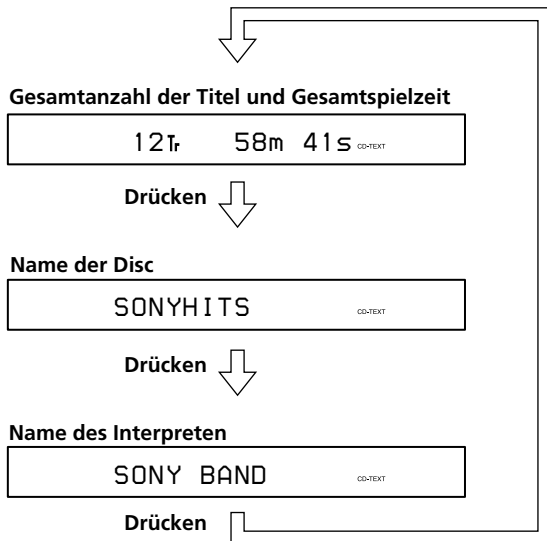 Gesamtanzahl der Titel und Gesamtspielzeit
12Tr 58m 41s CD-TEXT
Drücken
Name der Disc
SONYHITS CD-TEXT
Drücken
Name des Interpreten
SONY BAND CD-TEXT
Drücken